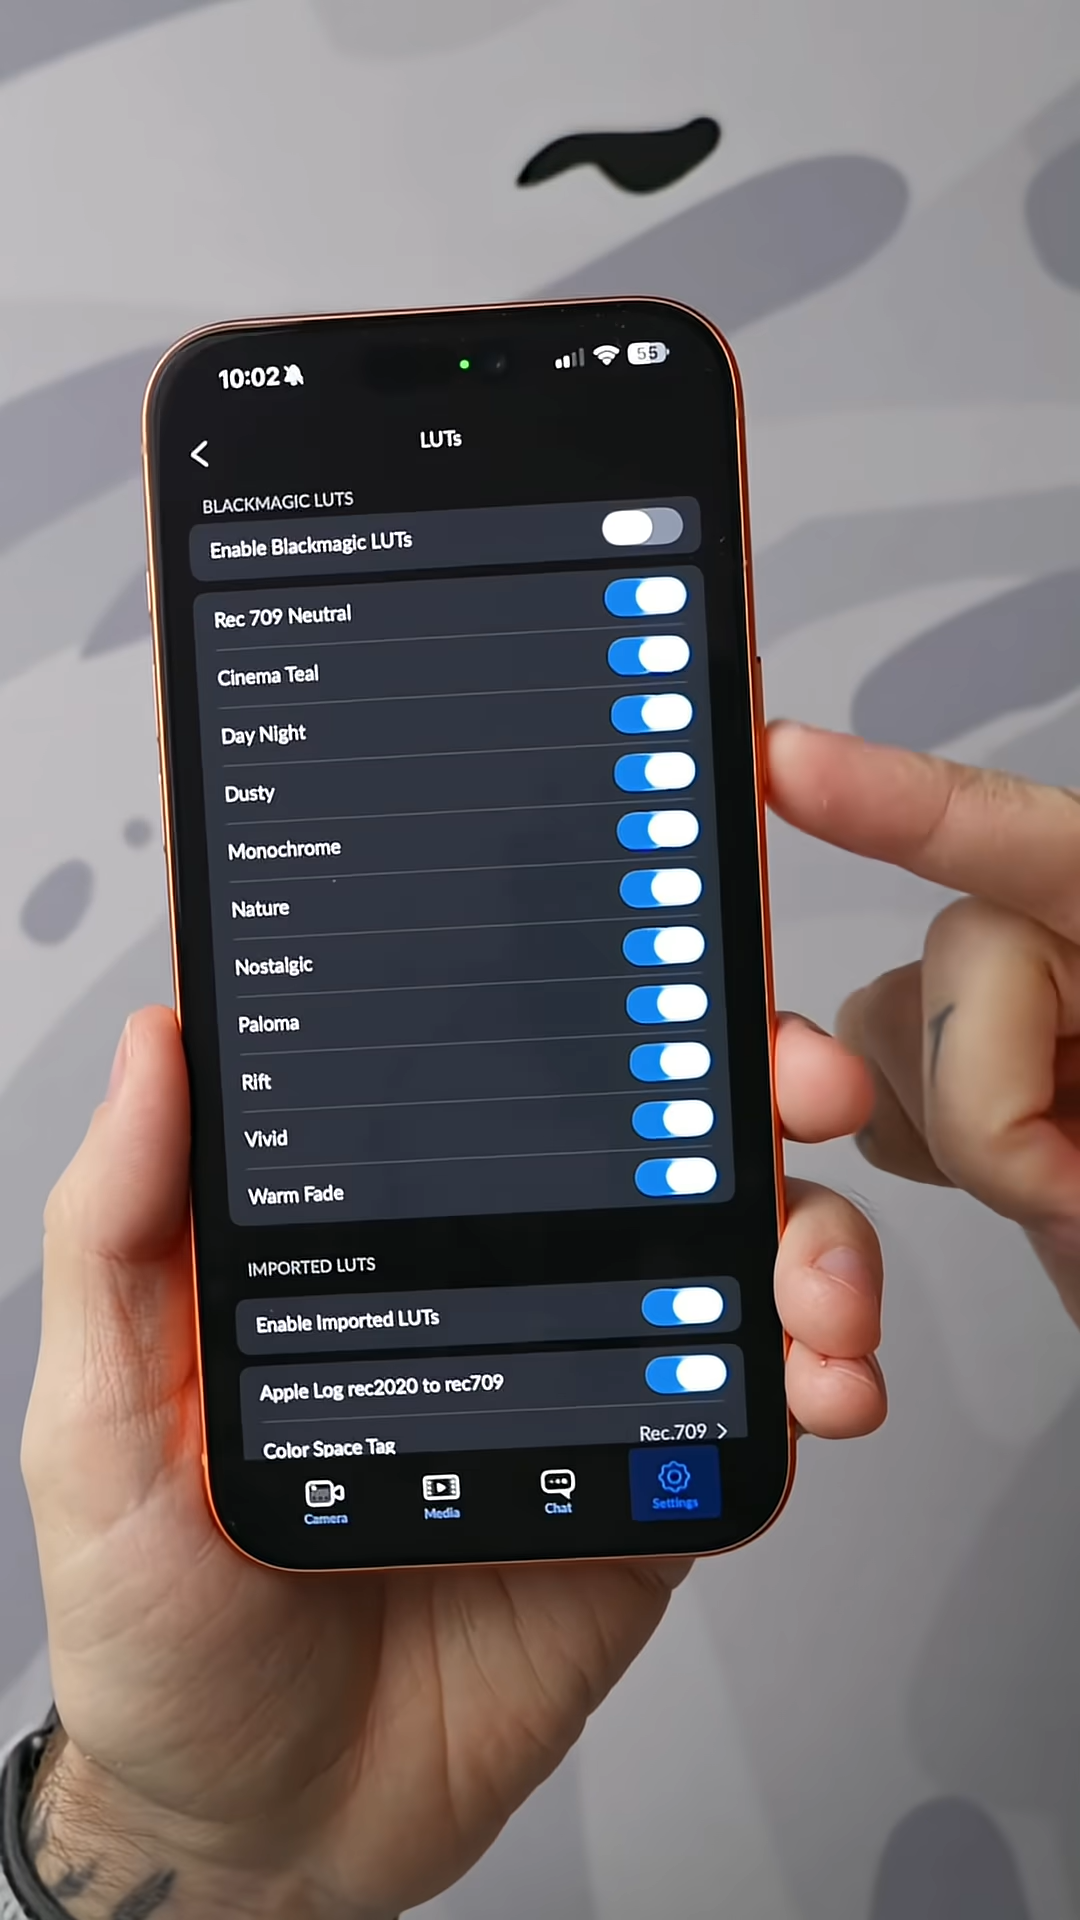 10:02
55
LUTs
BLACKMAGIC LUTS
Enable Blackmagic LUTs
Rec 709 Neutral
Cinema Teal
Day Night
Dusty
Monochrome
Nature
Nostalgic
Paloma
Rift
Vivid
Warm Fade
IMPORTED LUTS
Enable Imported LUTs
Apple Log rec2020 to rec709
Color Space Tag Rec.709
Camera Media Chat Settings